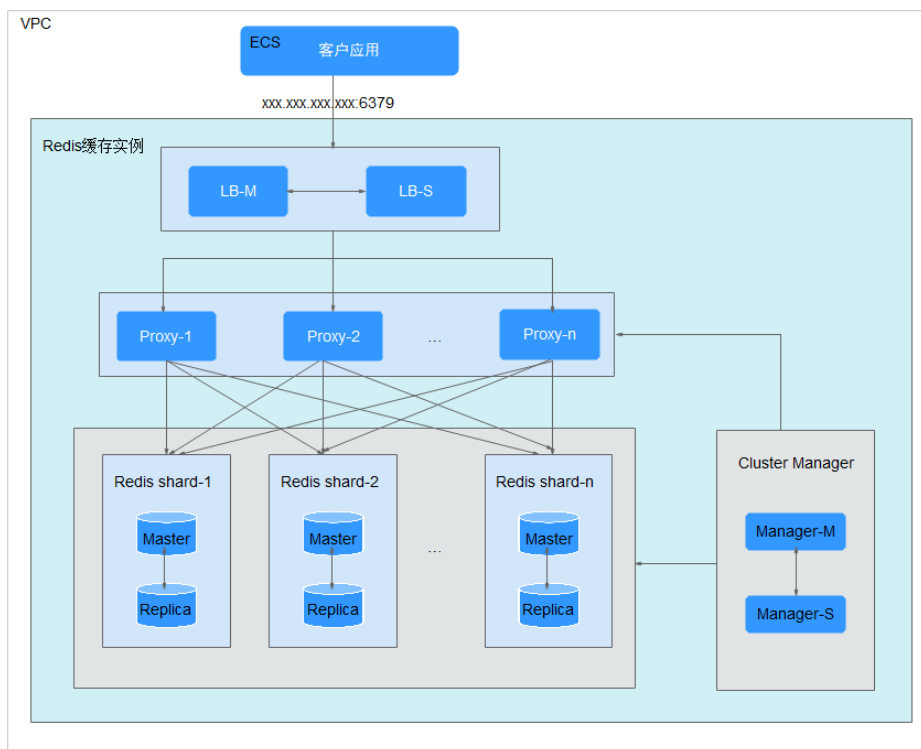 VPC
ECS
客户应用
xxx.xxx.xxx.xxx:6379
Redis缓存实例
LB-M
LB-S
Proxy-1
Proxy-2
...
Proxy-n
Redis shard-1
Redis shard-2
Redis shard-n
Master
Master
...
Master
Replica
Replica
Replica
Cluster Manager
Manager-M
Manager-S